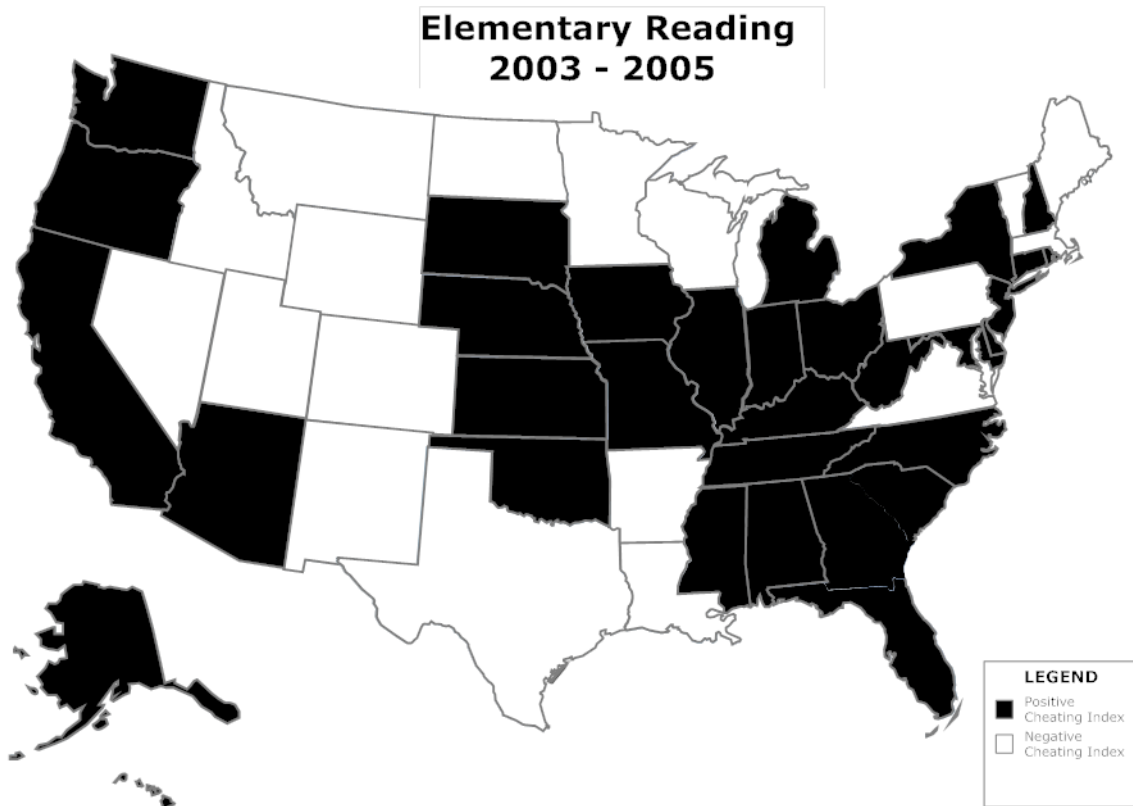 Elementary Reading
2003 - 2005
LEGEND
Positive
Cheating Index
Negative
Cheating Index